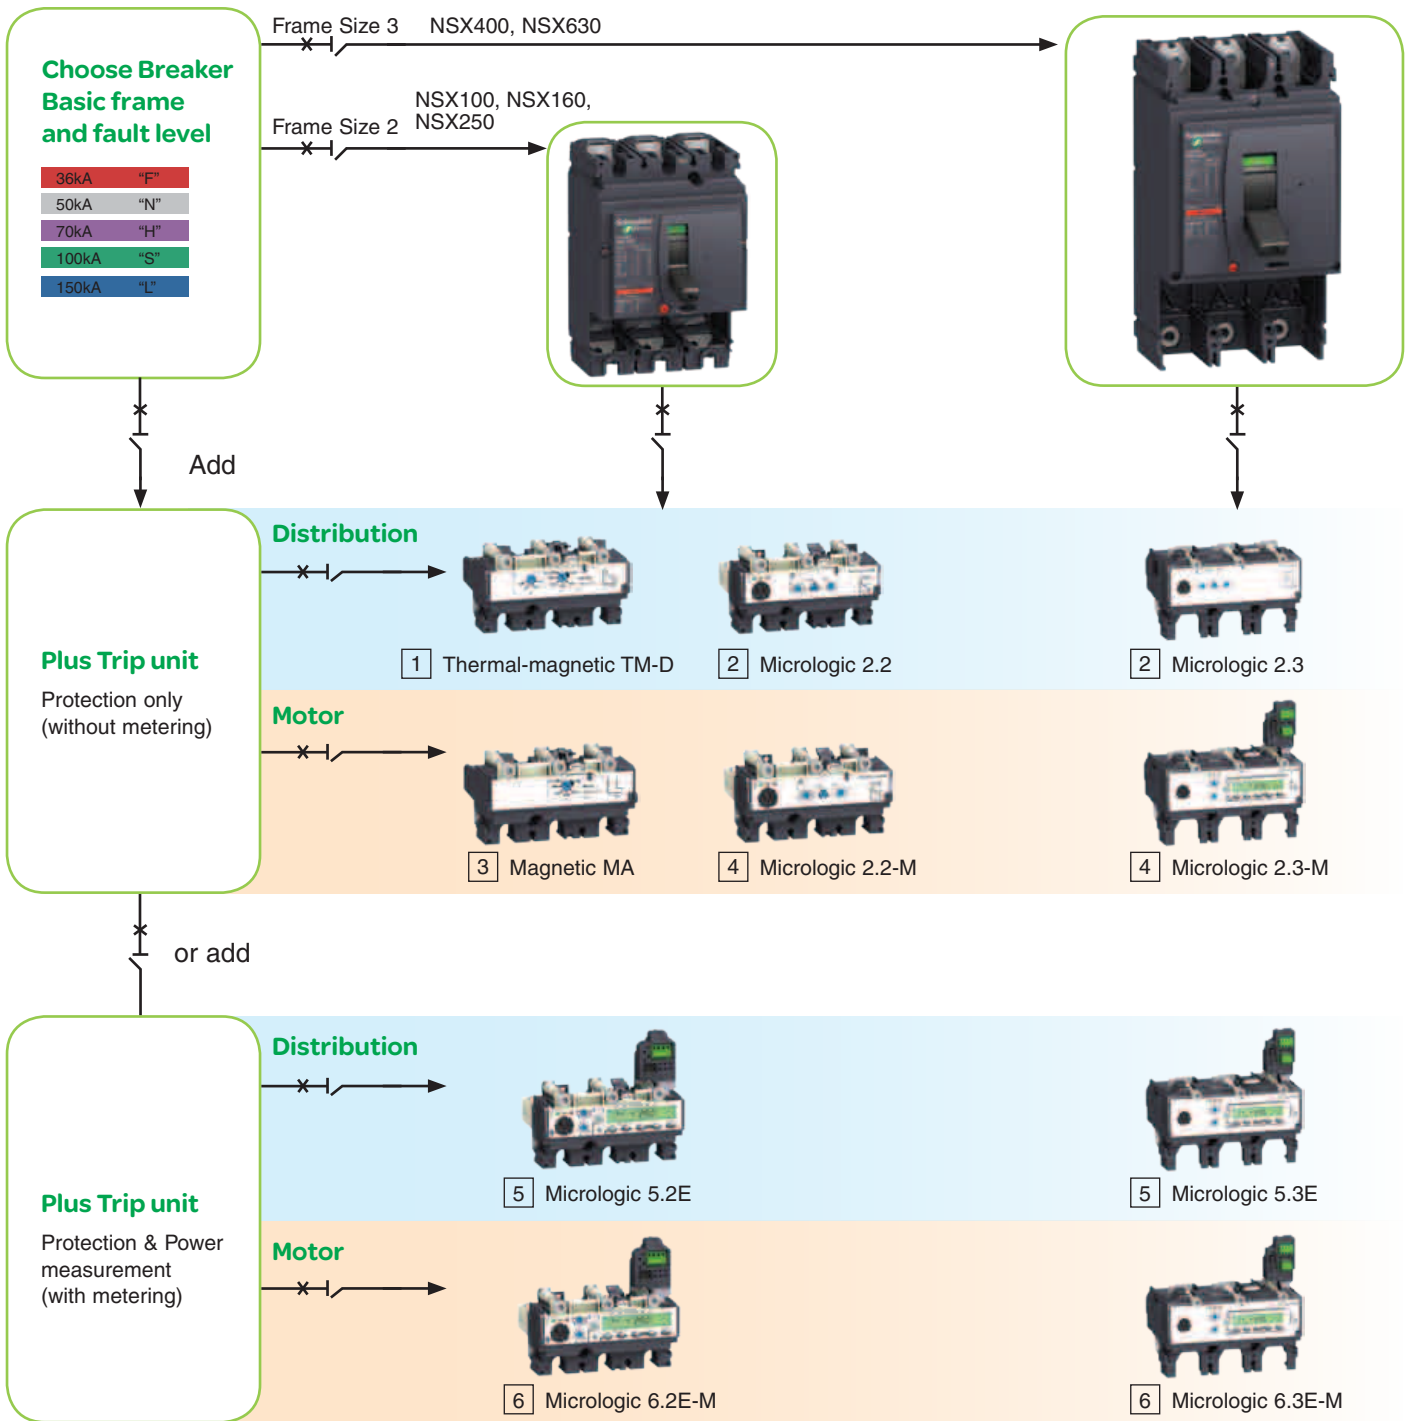 Frame Size 3 NSX400, NSX630
Choose Breaker
Basic frame
and fault level
NSX100, NSX160,
Frame Size 2 NSX250
36kA "F"
50kA "N"
70kA "H"
100kA "S"
150kA "L"
Add
Distribution
1 Thermal-magnetic TM-D
2 Micrologic 2.2
2 Micrologic 2.3
Plus Trip unit
Protection only
(without metering)
Motor
3 Magnetic MA
4 Micrologic 2.2-M
4 Micrologic 2.3-M
or add
Distribution
5 Micrologic 5.2E
5 Micrologic 5.3E
Plus Trip unit
Protection & Power
measurement
(with metering)
Motor
6 Micrologic 6.2E-M
6 Micrologic 6.3E-M